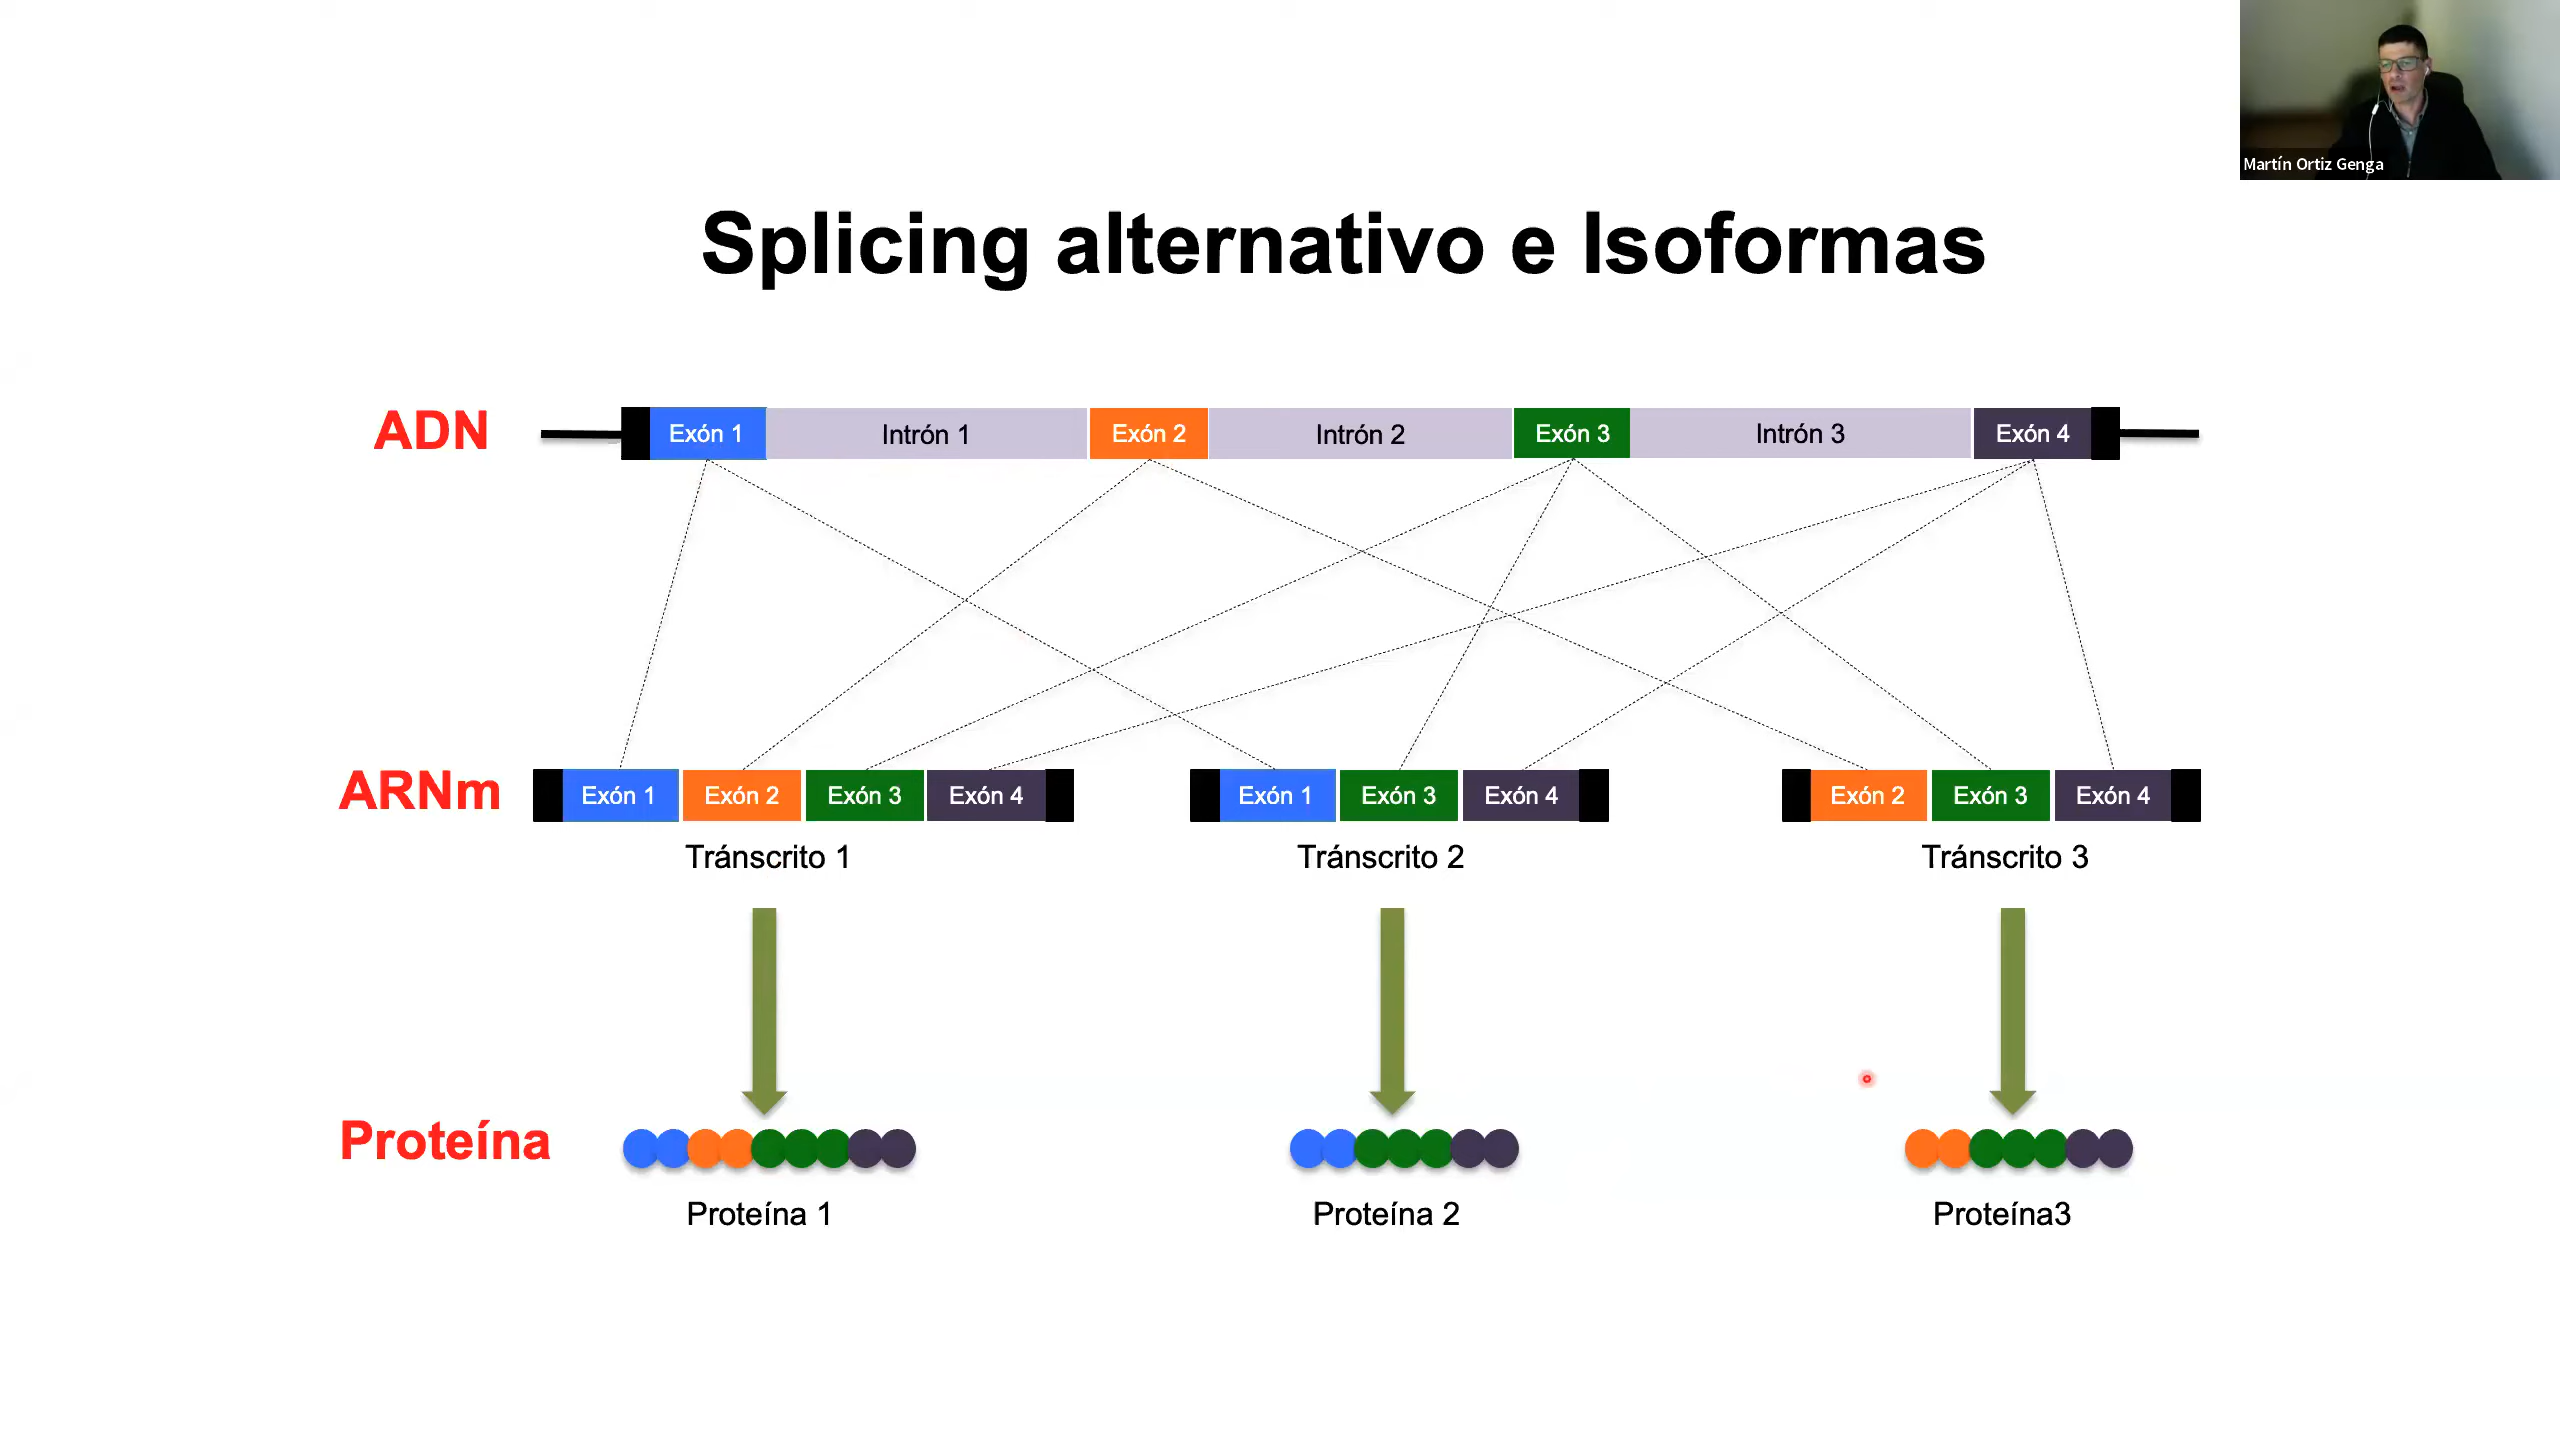 Martín Ortiz Genga
Splicing alternativo e Isoformas
ADN Exón 1 Intrón 1 Exón 2 Intrón 2 Exón 3 Intrón 3 Exón 4
ARNm Exón 1 Exón 2 Exón 3 Exón 4 Exón 1 Exón 3 Exón 4 Exón 2 Exón 3 Exón 4
Tránscrito 1 Tránscrito 2 Tránscrito 3
Proteína
Proteína 1 Proteína 2 Proteína3